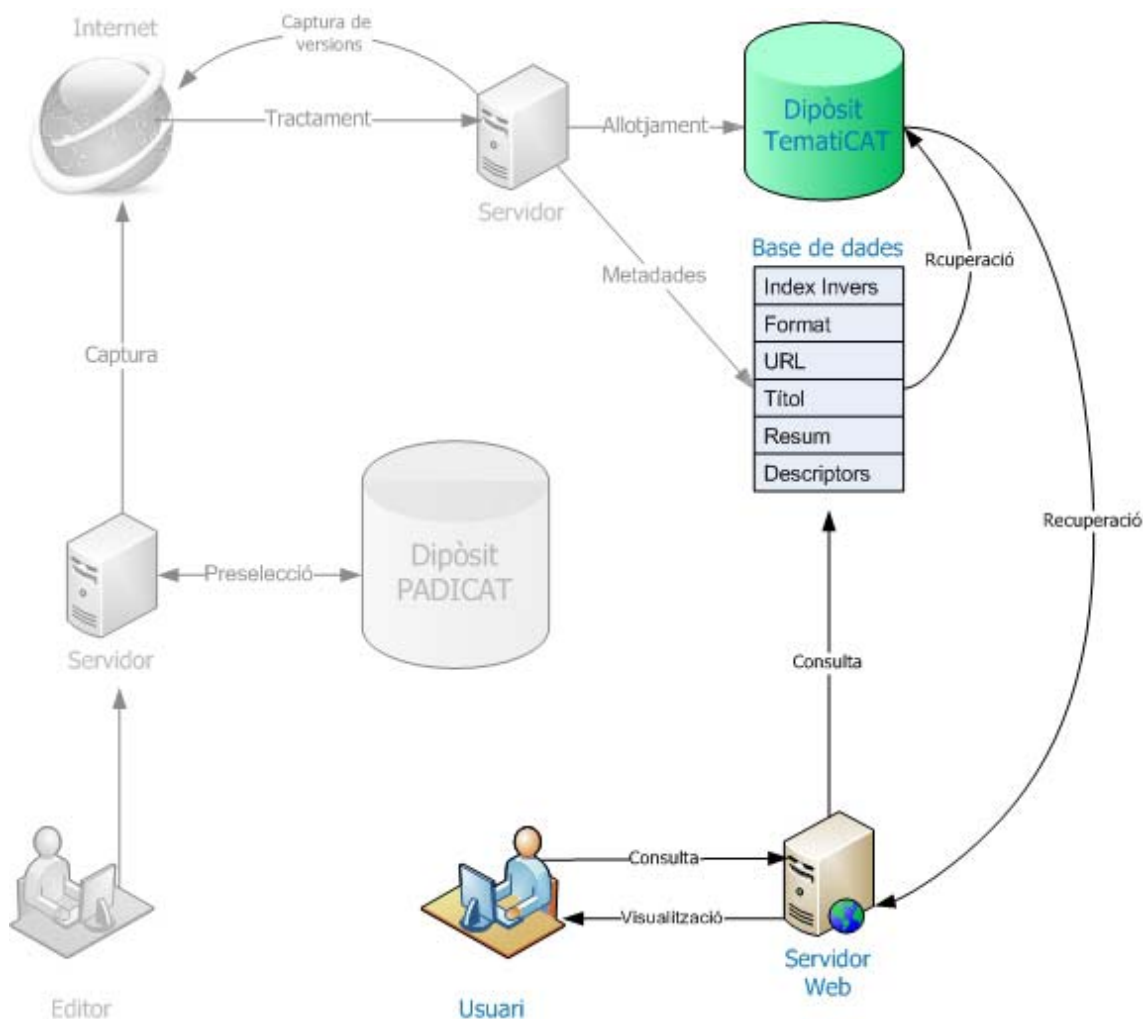 Internet
Captura de
versions
Tractament
Servidor
Allotjament
Dipòsit
TematiCAT
Base de dades
Index Invers
Format
URL
Títol
Resum
Descriptors
Rcuperació
Metadades
Captura
Recuperació
Dipòsit
PADICAT
Preselecció
Servidor
Consulta
Consulta
Visualització
Servidor
Web
Editor
Usuari